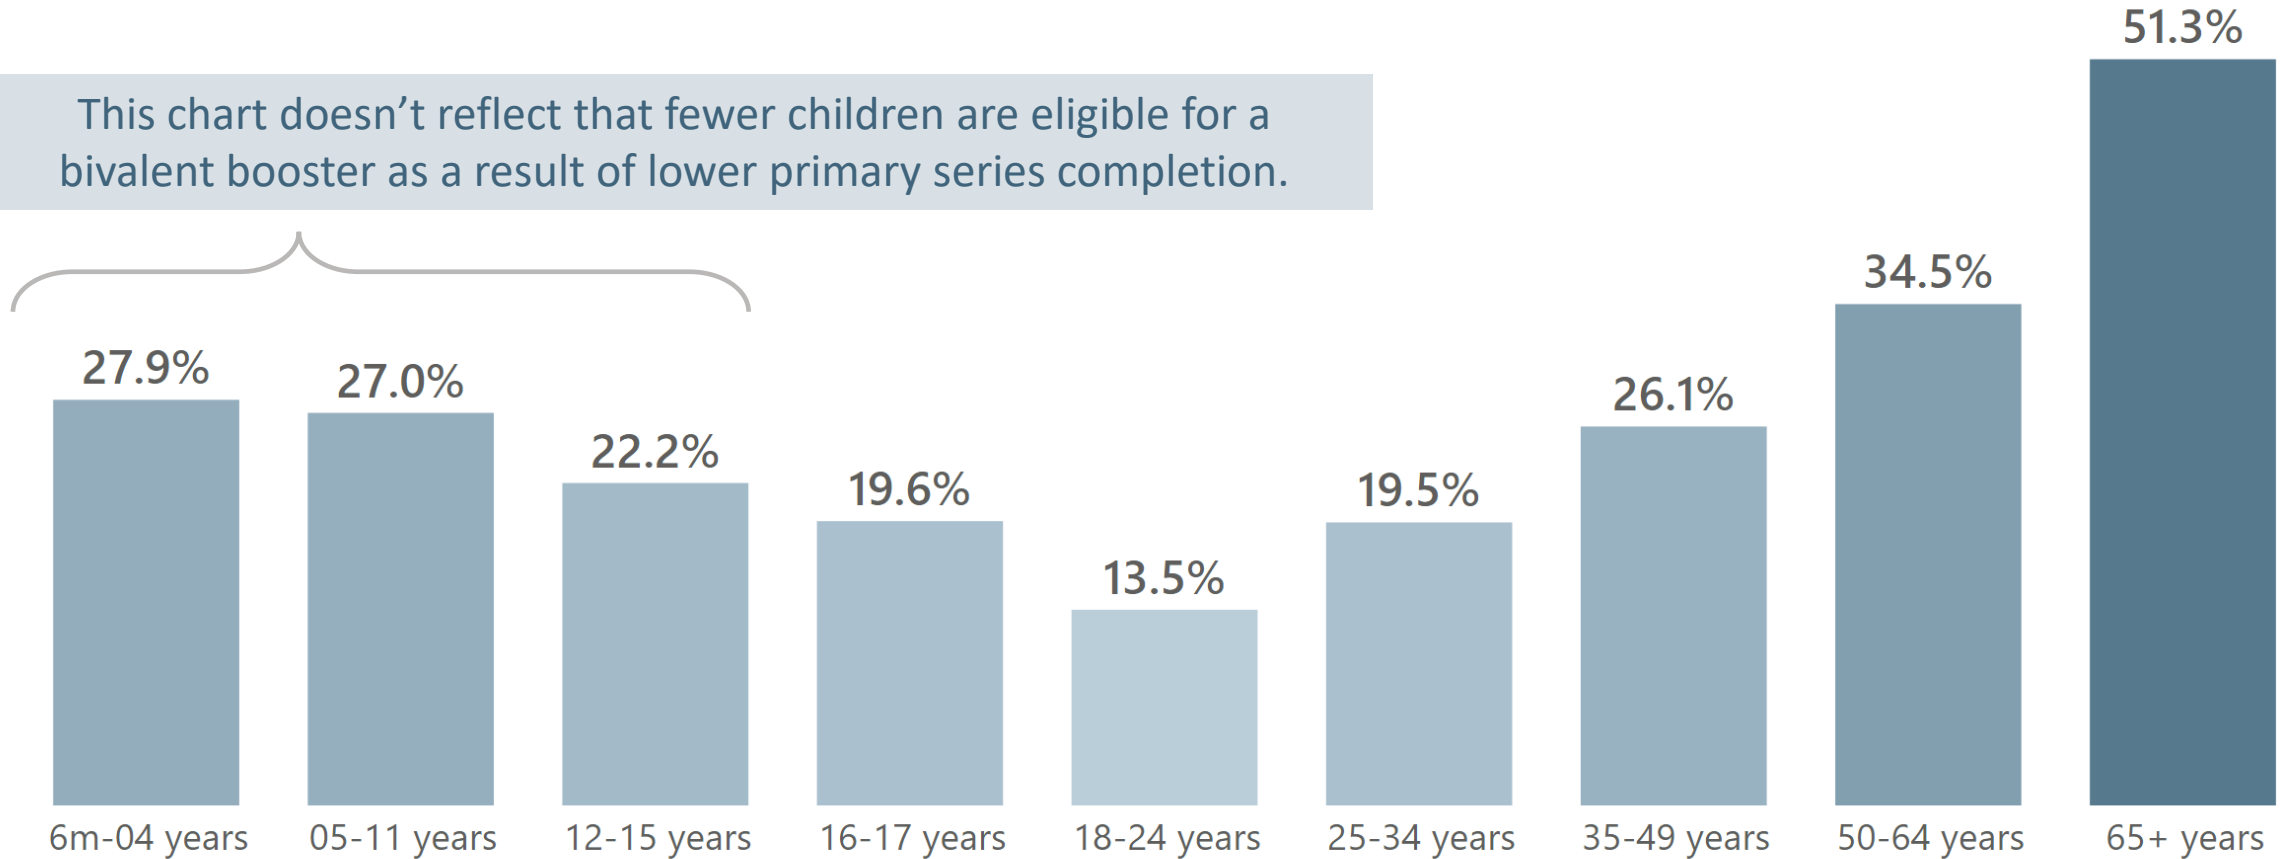 51.3%
This chart doesn’t reflect that fewer children are eligible for a
bivalent booster as a result of lower primary series completion.
34.5%
27.9%
27.0%
26.1%
22.2%
19.6%
19.5%
13.5%
6m-04 years
05-11 years
12-15 years
16-17 years
18-24 years
25-34 years
35-49 years
50-64 years
65+ years